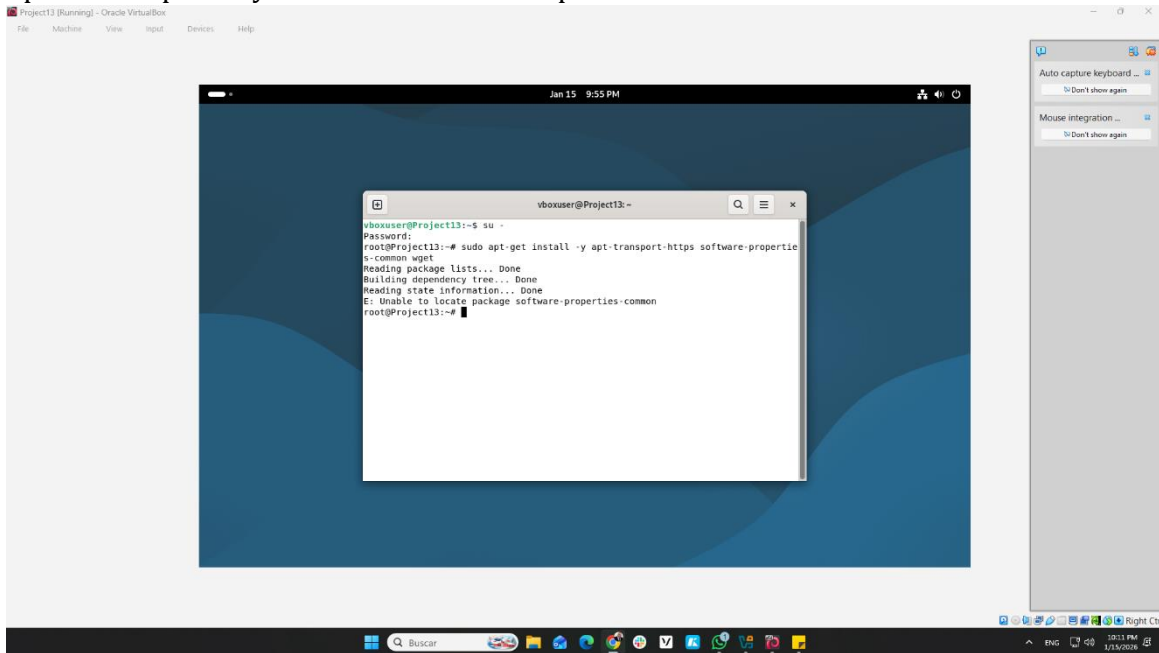 Project13 [Running] - Oracle VirtualBox
File Machine View Input Devices Help
Auto capture keyboard ...
Don't show again
Mouse integration ...
Don't show again
Jan 15 9:55 PM
vboxuser@Project13: ~
vboxuser@Project13:~$ su -
Password:
root@Project13:~# sudo apt-get install -y apt-transport-https software-propertie
s-common wget
Reading package lists... Done
Building dependency tree... Done
Reading state information... Done
E: Unable to locate package software-properties-common
root@Project13:~#
Right Ct
Buscar
ENG
10:11 PM
1/15/2026